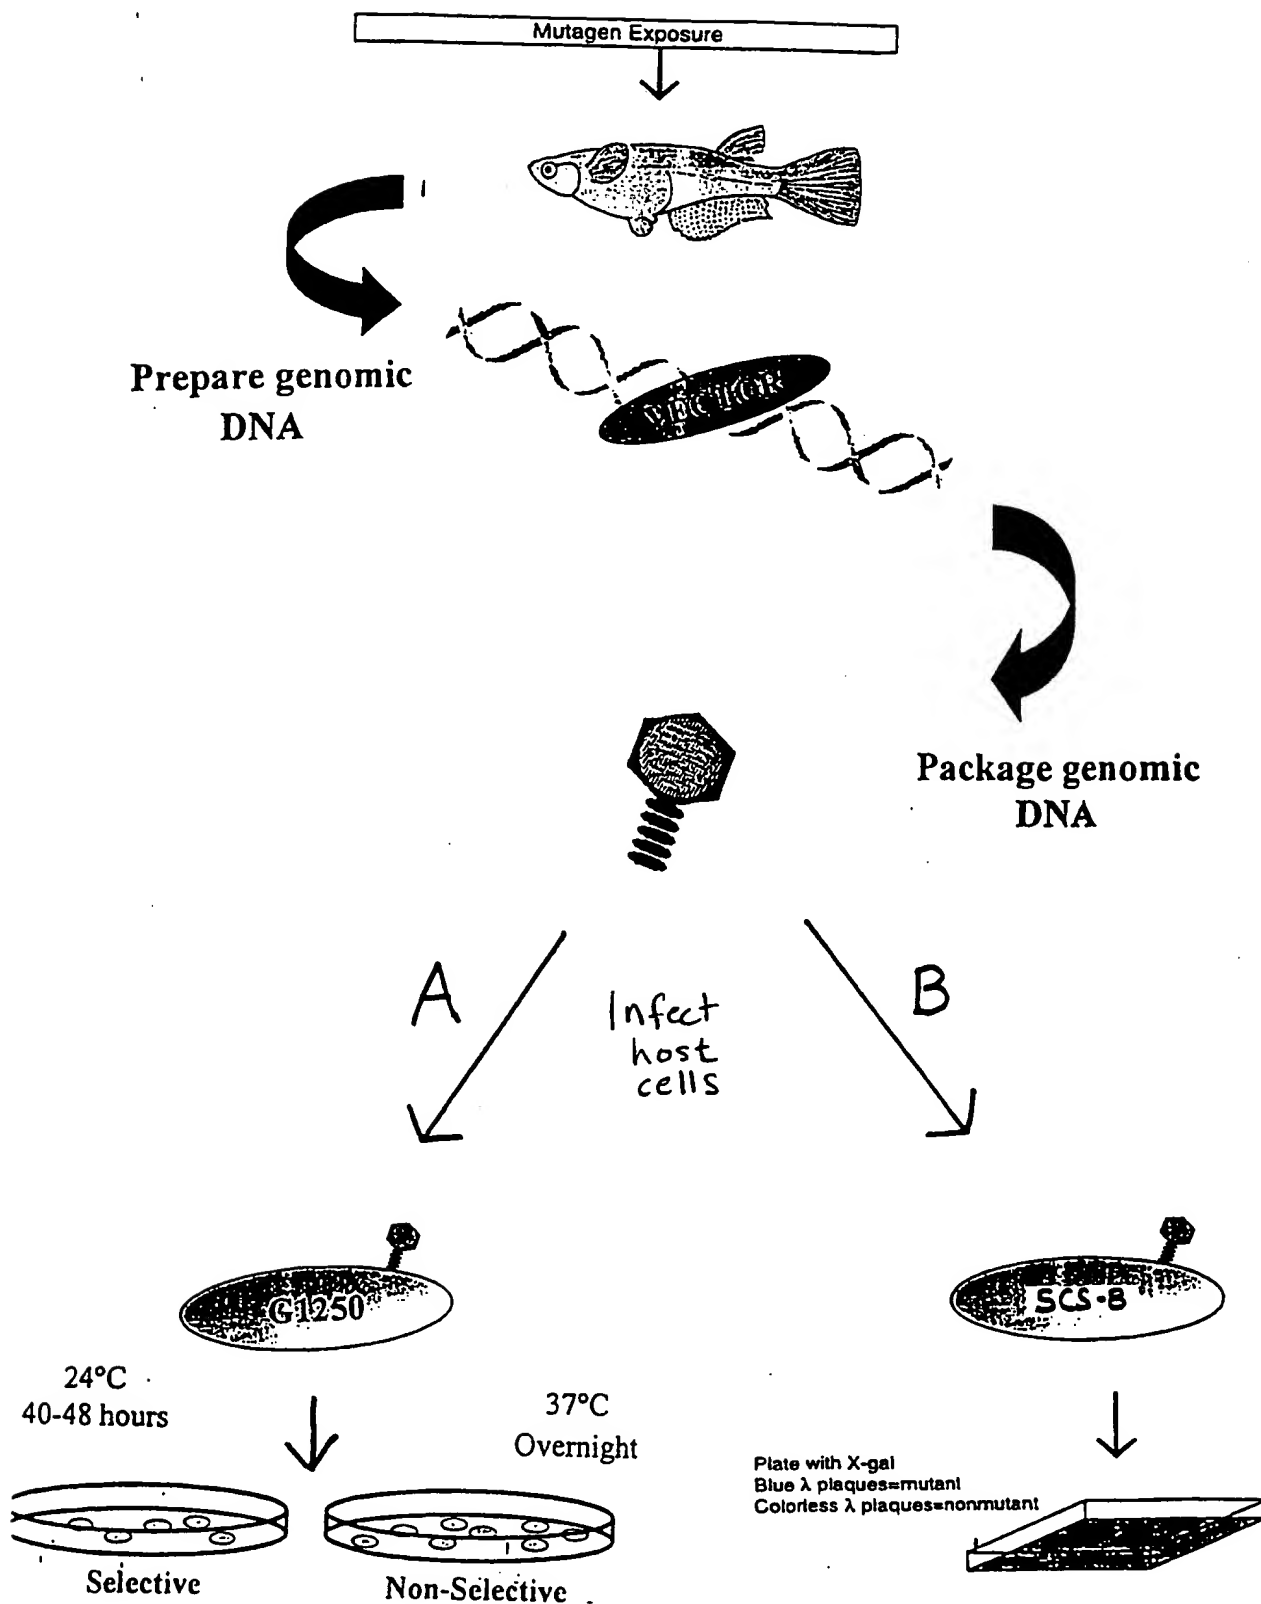 Mutagen Exposure
Prepare genomic
DNA
VECTOR
Package genomic
DNA
A
Infect
host
cells
B
G1250
SCS-8
24°C
40-48 hours
37°C
Overnight
Plate with X-gal
Blue λ plaques=mutant
Colorless λ plaques=nonmutant
Selective
Non-Selective